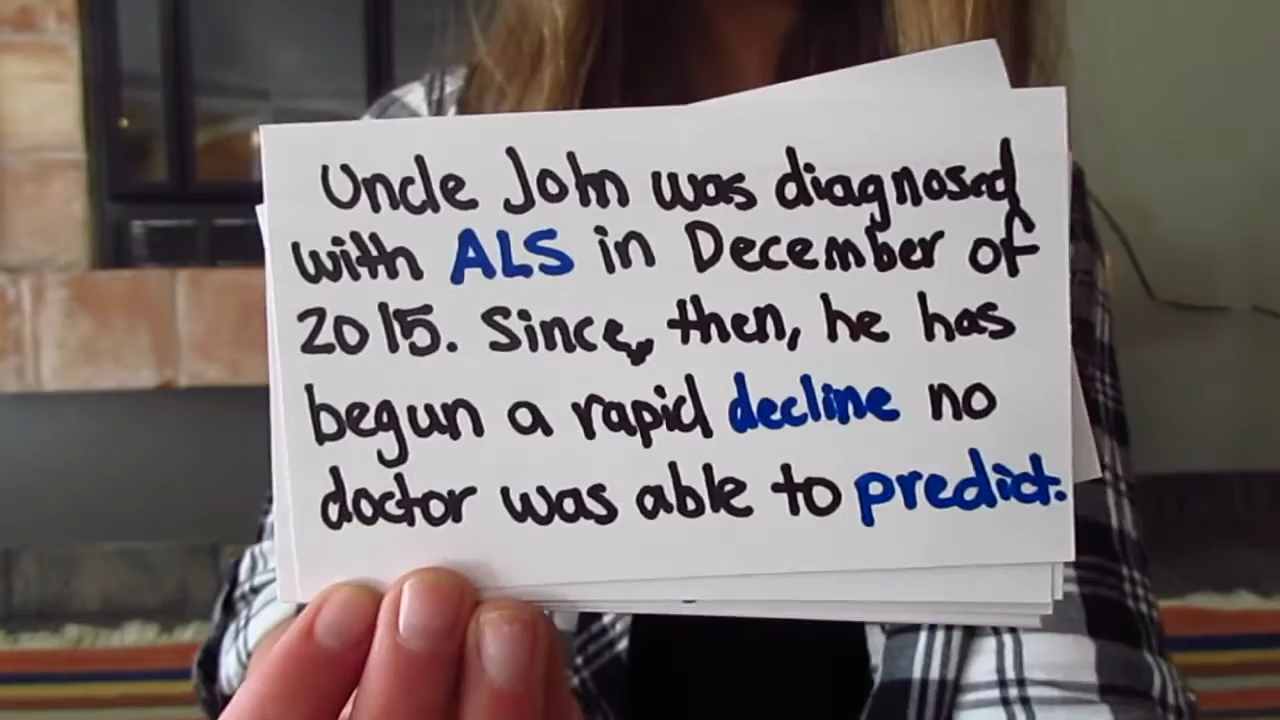 Uncle John was diagnosed
with ALS in December of
2015. Since, then, he has
begun a rapid decline no
doctor was able to predict.